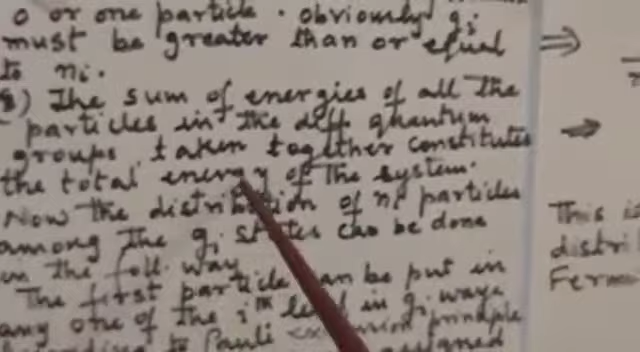 0 or one particle. obviously gi
must be greater than or equal
to ni.
8) The sum of energies of all the
particles in the diff quantum
groups taken together constitutes
the total energy of the system.
Now the distribution of ni particles
among the gi states can be done
in the foll. way
The first particle can be put in
any one of the ith level in gi ways
according to Pauli exclusion principle
assigned
This i
distri
Ferm